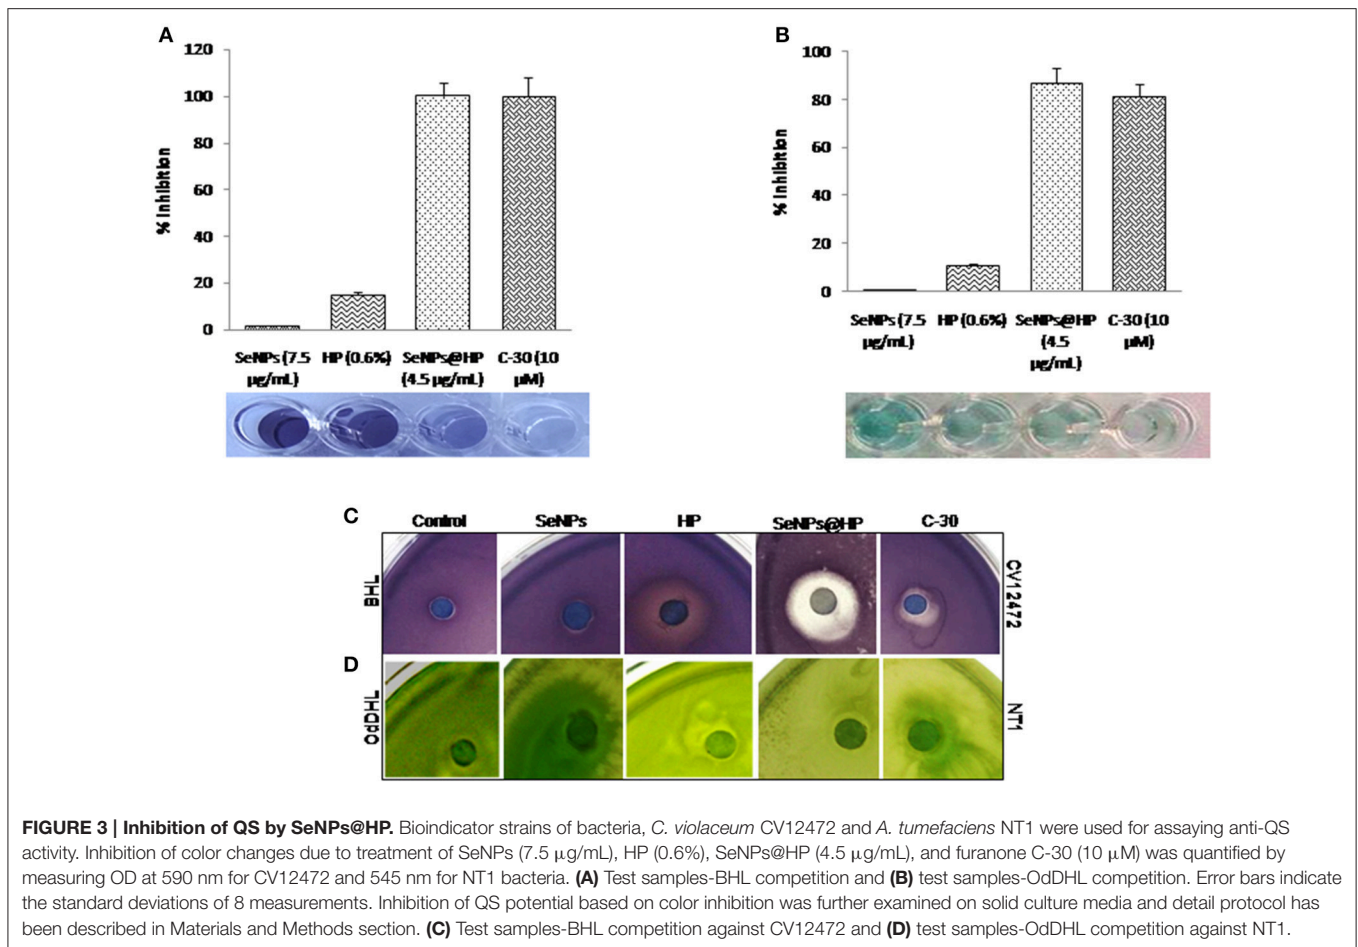 A
120
100
80
60
40
20
0
% Inhibition
SeNPs (7.5 µg/mL)
HP (0.6%)
SeNPs@HP (4.5 µg/mL)
C-30 (10 µM)
B
100
80
60
40
20
0
% Inhibition
SeNPs (7.5 µg/mL)
HP (0.6%)
SeNPs@HP (4.5 µg/mL)
C-30 (10 µM)
C
Control SeNPs HP SeNPs@HP C-30
BHL
CV12472
D
OdDHL
NT1
FIGURE 3 | Inhibition of QS by SeNPs@HP. Bioindicator strains of bacteria, C. violaceum CV12472 and A. tumefaciens NT1 were used for assaying anti-QS
activity. Inhibition of color changes due to treatment of SeNPs (7.5 µg/mL), HP (0.6%), SeNPs@HP (4.5 µg/mL), and furanone C-30 (10 µM) was quantified by
measuring OD at 590 nm for CV12472 and 545 nm for NT1 bacteria. (A) Test samples-BHL competition and (B) test samples-OdDHL competition. Error bars indicate
the standard deviations of 8 measurements. Inhibition of QS potential based on color inhibition was further examined on solid culture media and detail protocol has
been described in Materials and Methods section. (C) Test samples-BHL competition against CV12472 and (D) test samples-OdDHL competition against NT1.